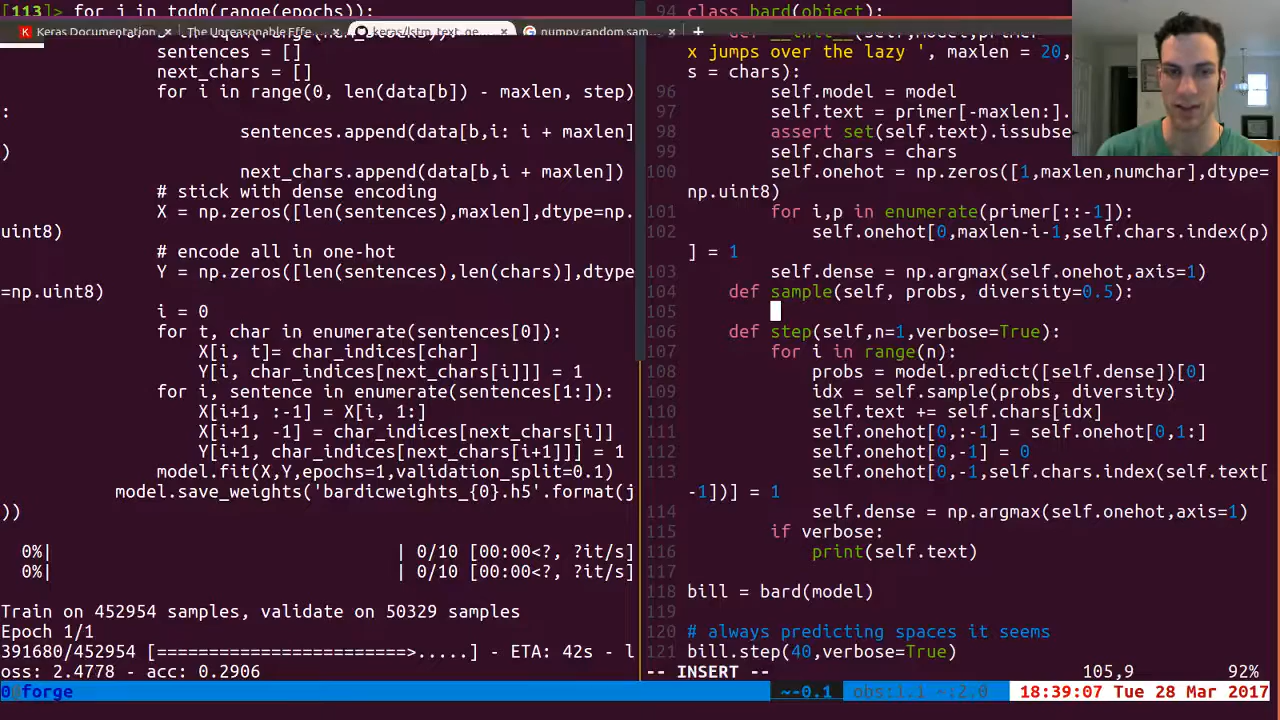 [113]> for j in tqdm(range(epochs)):
Keras Documentation × The Unreasonable Effe × keras/lstm_text_ge... × numpy random sam × +
sentences = []
next_chars = []
for i in range(0, len(data[b]) - maxlen, step)
:
sentences.append(data[b,i: i + maxlen]
)
next_chars.append(data[b,i + maxlen])
# stick with dense encoding
X = np.zeros([len(sentences),maxlen],dtype=np.
uint8)
# encode all in one-hot
Y = np.zeros([len(sentences),len(chars)],dtype
=np.uint8)
i = 0
for t, char in enumerate(sentences[0]):
X[i, t]= char_indices[char]
Y[i, char_indices[next_chars[i]]] = 1
for i, sentence in enumerate(sentences[1:]):
X[i+1, :-1] = X[i, 1:]
X[i+1, -1] = char_indices[next_chars[i]]
Y[i+1, char_indices[next_chars[i+1]]] = 1
model.fit(X,Y,epochs=1,validation_split=0.1)
model.save_weights('bardicweights_{0}.h5'.format(j
))
0%| | 0/10 [00:00<?, ?it/s]
0%| | 0/10 [00:00<?, ?it/s]
Train on 452954 samples, validate on 50329 samples
Epoch 1/1
391680/452954 [========================>.....] - ETA: 42s - l
oss: 2.4778 - acc: 0.2906
94 class bard(object):
x jumps over the lazy ', maxlen = 20,
s = chars):
96 self.model = model
97 self.text = primer[-maxlen:].
98 assert set(self.text).issubse
99 self.chars = chars
100 self.onehot = np.zeros([1,maxlen,numchar],dtype=
np.uint8)
101 for i,p in enumerate(primer[::-1]):
102 self.onehot[0,maxlen-i-1,self.chars.index(p)
] = 1
103 self.dense = np.argmax(self.onehot,axis=1)
104 def sample(self, probs, diversity=0.5):
105
106 def step(self,n=1,verbose=True):
107 for i in range(n):
108 probs = model.predict([self.dense])[0]
109 idx = self.sample(probs, diversity)
110 self.text += self.chars[idx]
111 self.onehot[0,:-1] = self.onehot[0,1:]
112 self.onehot[0,-1] = 0
113 self.onehot[0,-1,self.chars.index(self.text[
-1])] = 1
114 self.dense = np.argmax(self.onehot,axis=1)
115 if verbose:
116 print(self.text)
117
118 bill = bard(model)
119
120 # always predicting spaces it seems
121 bill.step(40,verbose=True)
-- INSERT -- 105,9 92%
0 forge ~-0.1 obs:1.1 ~:2.0 18:39:07 Tue 28 Mar 2017